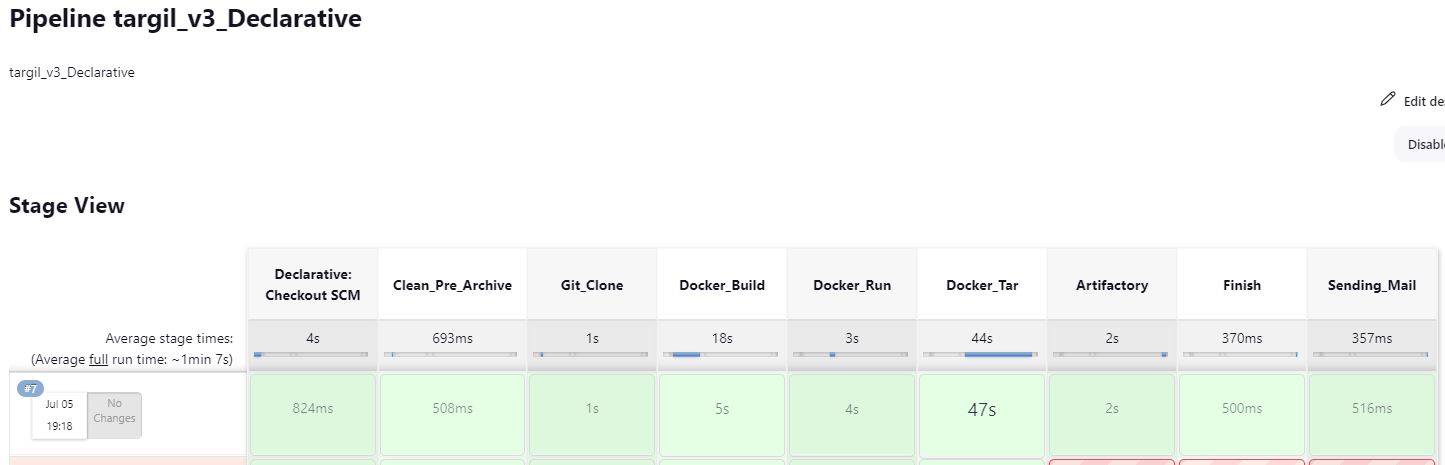 Pipeline targil_v3_Declarative
targil_v3_Declarative
Edit de
Disabl
Stage View
Declarative:
Checkout SCM
Clean_Pre_Archive
Git_Clone
Docker_Build
Docker_Run
Docker_Tar
Artifactory
Finish
Sending_Mail
Average stage times:
(Average full run time: ~1min 7s)
4s
693ms
1s
18s
3s
44s
2s
370ms
357ms
#7
Jul 05
19:18
No
Changes
824ms
508ms
1s
5s
4s
47s
2s
500ms
516ms